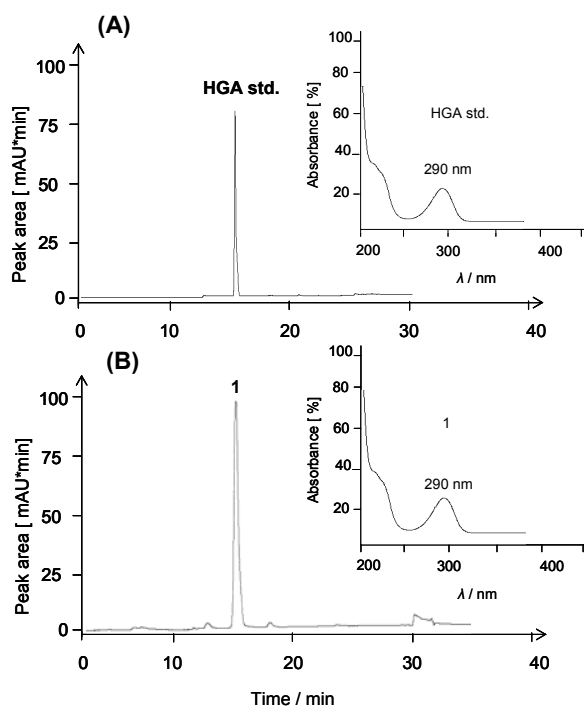 (A)
100
75
50
25
0
Peak area [ mAU*min]
HGA std.
0
10
20
30
40
100
80
60
40
20
Absorbance [ %]
HGA std.
290 nm
200
300
400
λ / nm
(B)
100
75
50
25
0
Peak area [ mAU*min]
1
0
10
20
30
40
Time / min
100
80
60
40
20
Absorbance [ %]
1
290 nm
200
300
400
λ / nm